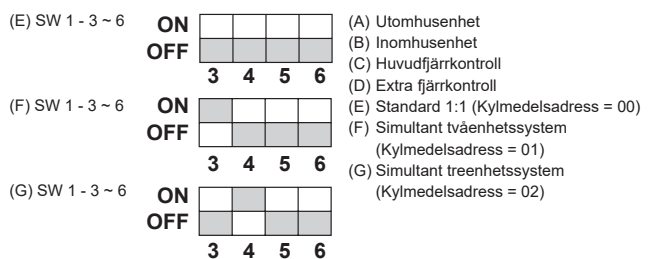 (E) SW 1 - 3 ~ 6
ON
OFF
3 4 5 6
(F) SW 1 - 3 ~ 6
ON
OFF
3 4 5 6
(G) SW 1 - 3 ~ 6
ON
OFF
3 4 5 6
(A) Utomhusenhet
(B) Inomhusenhet
(C) Huvudfjärrkontroll
(D) Extra fjärrkontroll
(E) Standard 1:1 (Kylmedelsadress = 00)
(F) Simultant tvåenhetssystem
(Kylmedelsadress = 01)
(G) Simultant treenhetssystem
(Kylmedelsadress = 02)